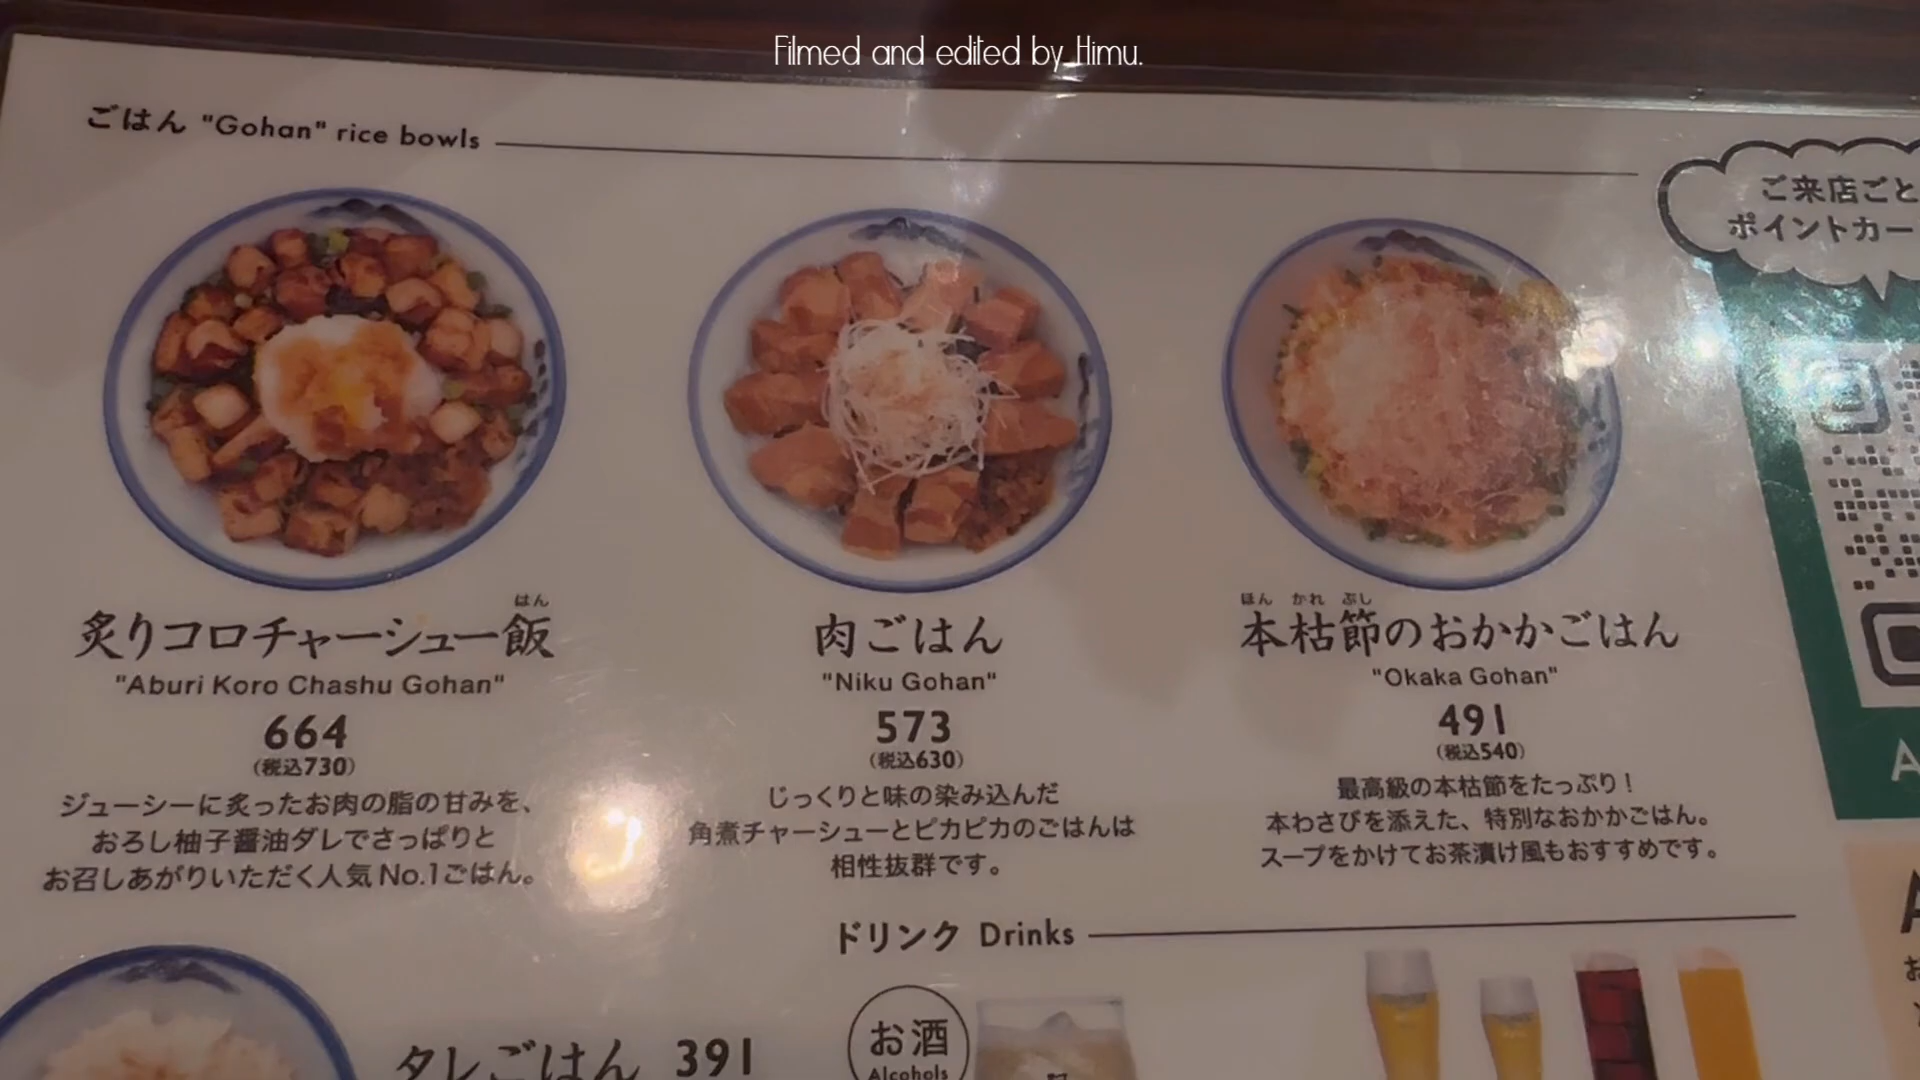 Filmed and edited by Himu.
ごはん "Gohan" rice bowls
ご来店ごと
ポイントカー
はん
炙りコロチャーシュー飯
"Aburi Koro Chashu Gohan"
664
(税込730)
ジューシーに炙ったお肉の脂の甘みを、
おろし柚子醤油ダレでさっぱりと
お召しあがりいただく人気No.1ごはん。
肉ごはん
"Niku Gohan"
573
(税込630)
じっくりと味の染み込んだ
角煮チャーシューとピカピカのごはんは
相性抜群です。
ほん かれ ぶし
本枯節のおかかごはん
"Okaka Gohan"
491
(税込540)
最高級の本枯節をたっぷり！
本わさびを添えた、特別なおかかごはん。
スープをかけてお茶漬け風もおすすめです。
ドリンク Drinks
タレごはん 391
お酒
Alcohols